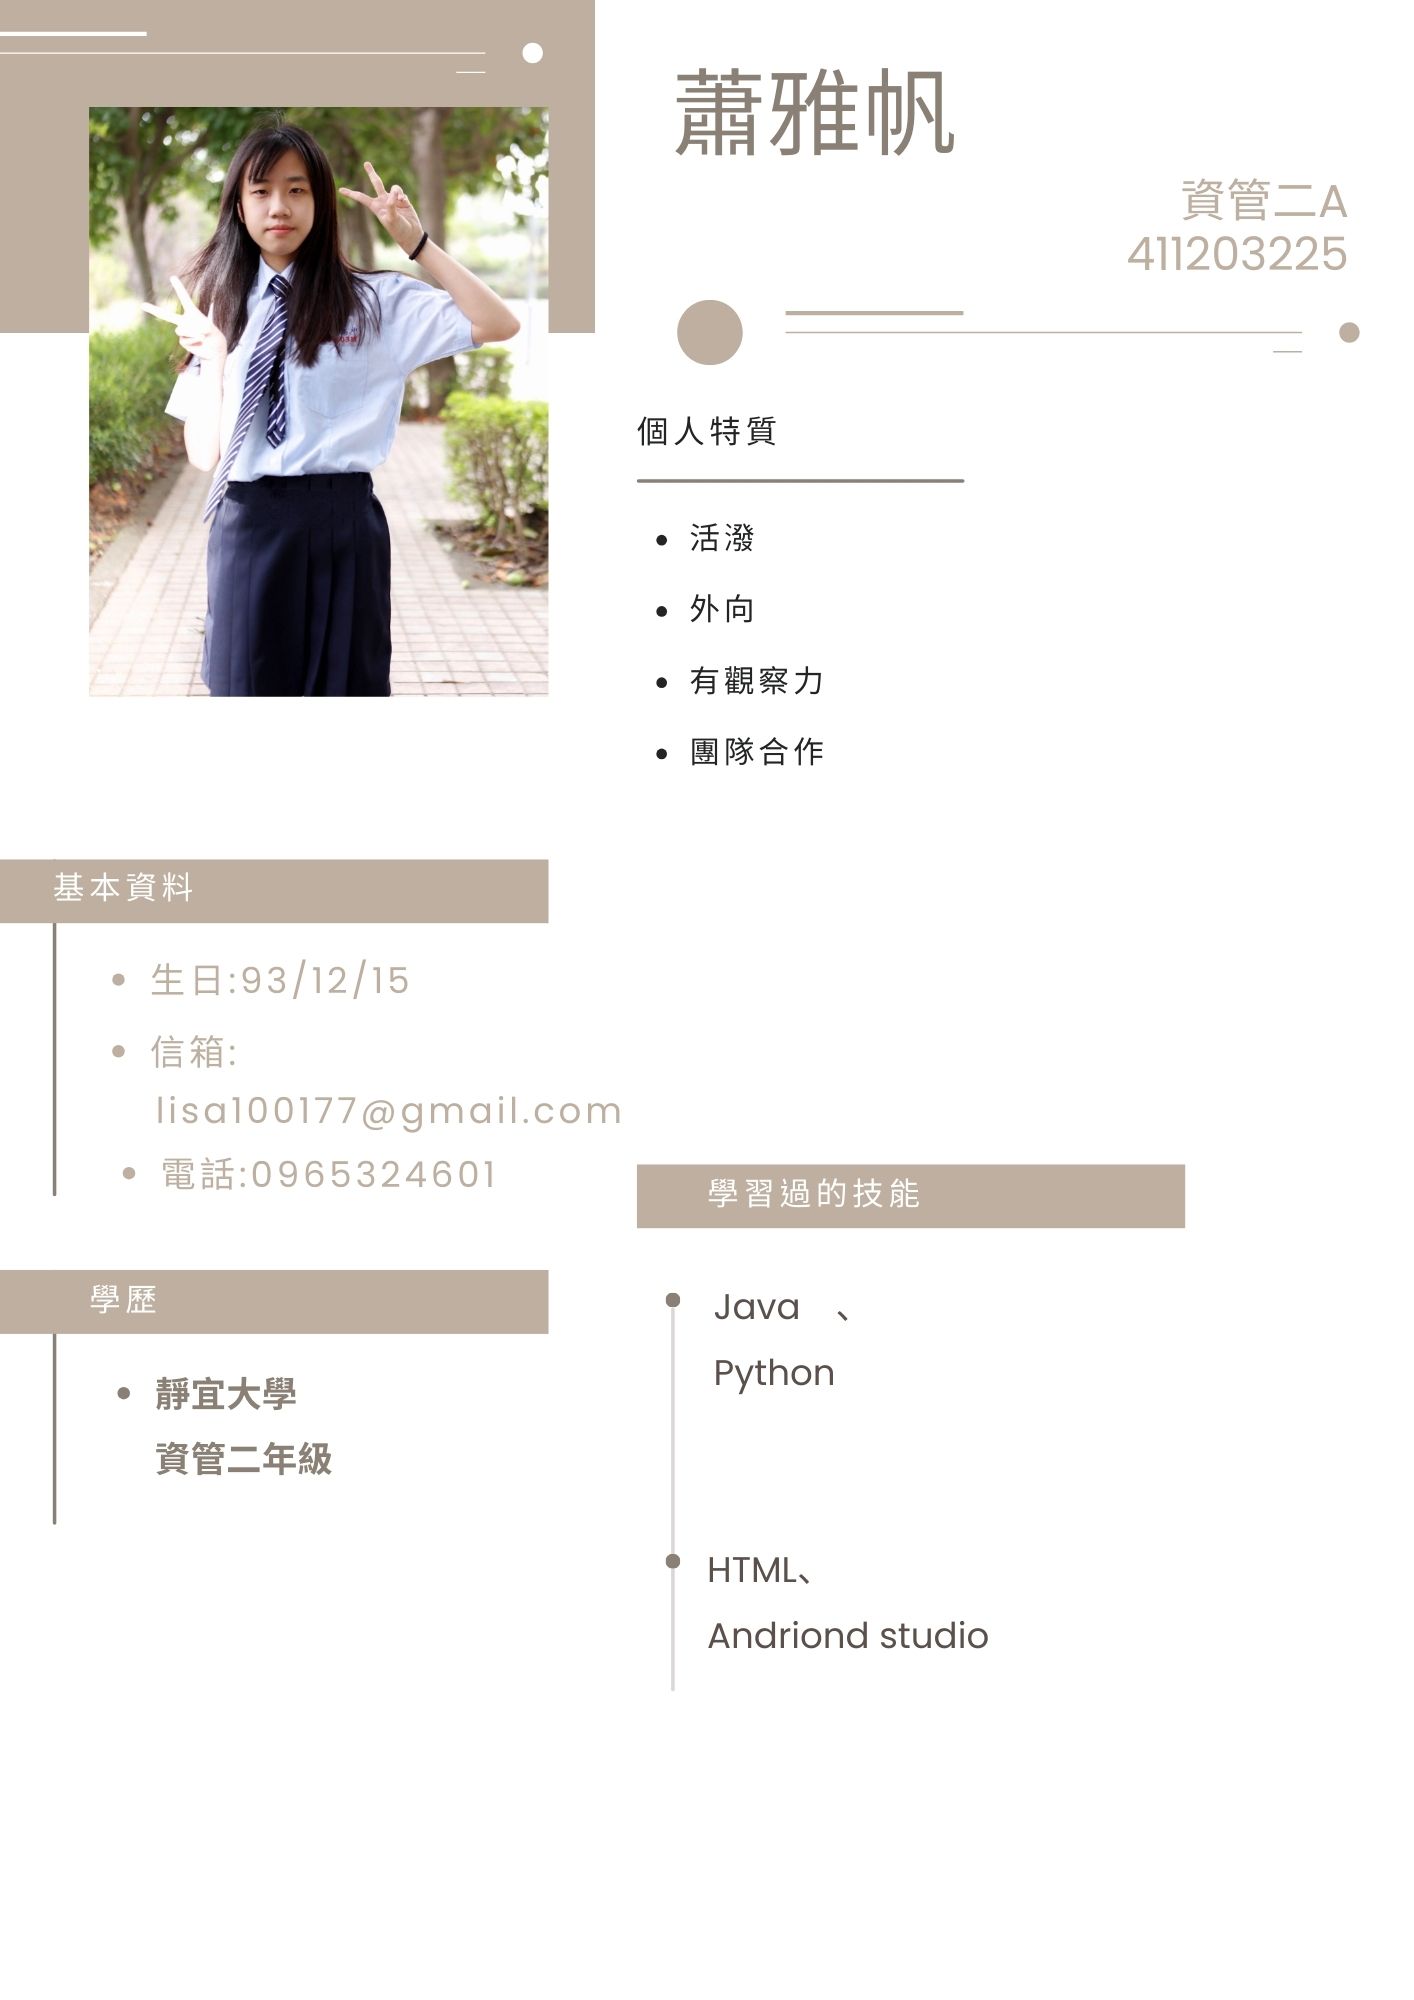 蕭雅帆
資管二A
411203225
個人特質
活潑
外向
有觀察力
團隊合作
基本資料
生日:93/12/15
信箱:
lisa100177@gmail.com
電話:0965324601
學歷
靜宜大學
資管二年級
學習過的技能
Java 、
Python
HTML、
Andriond studio